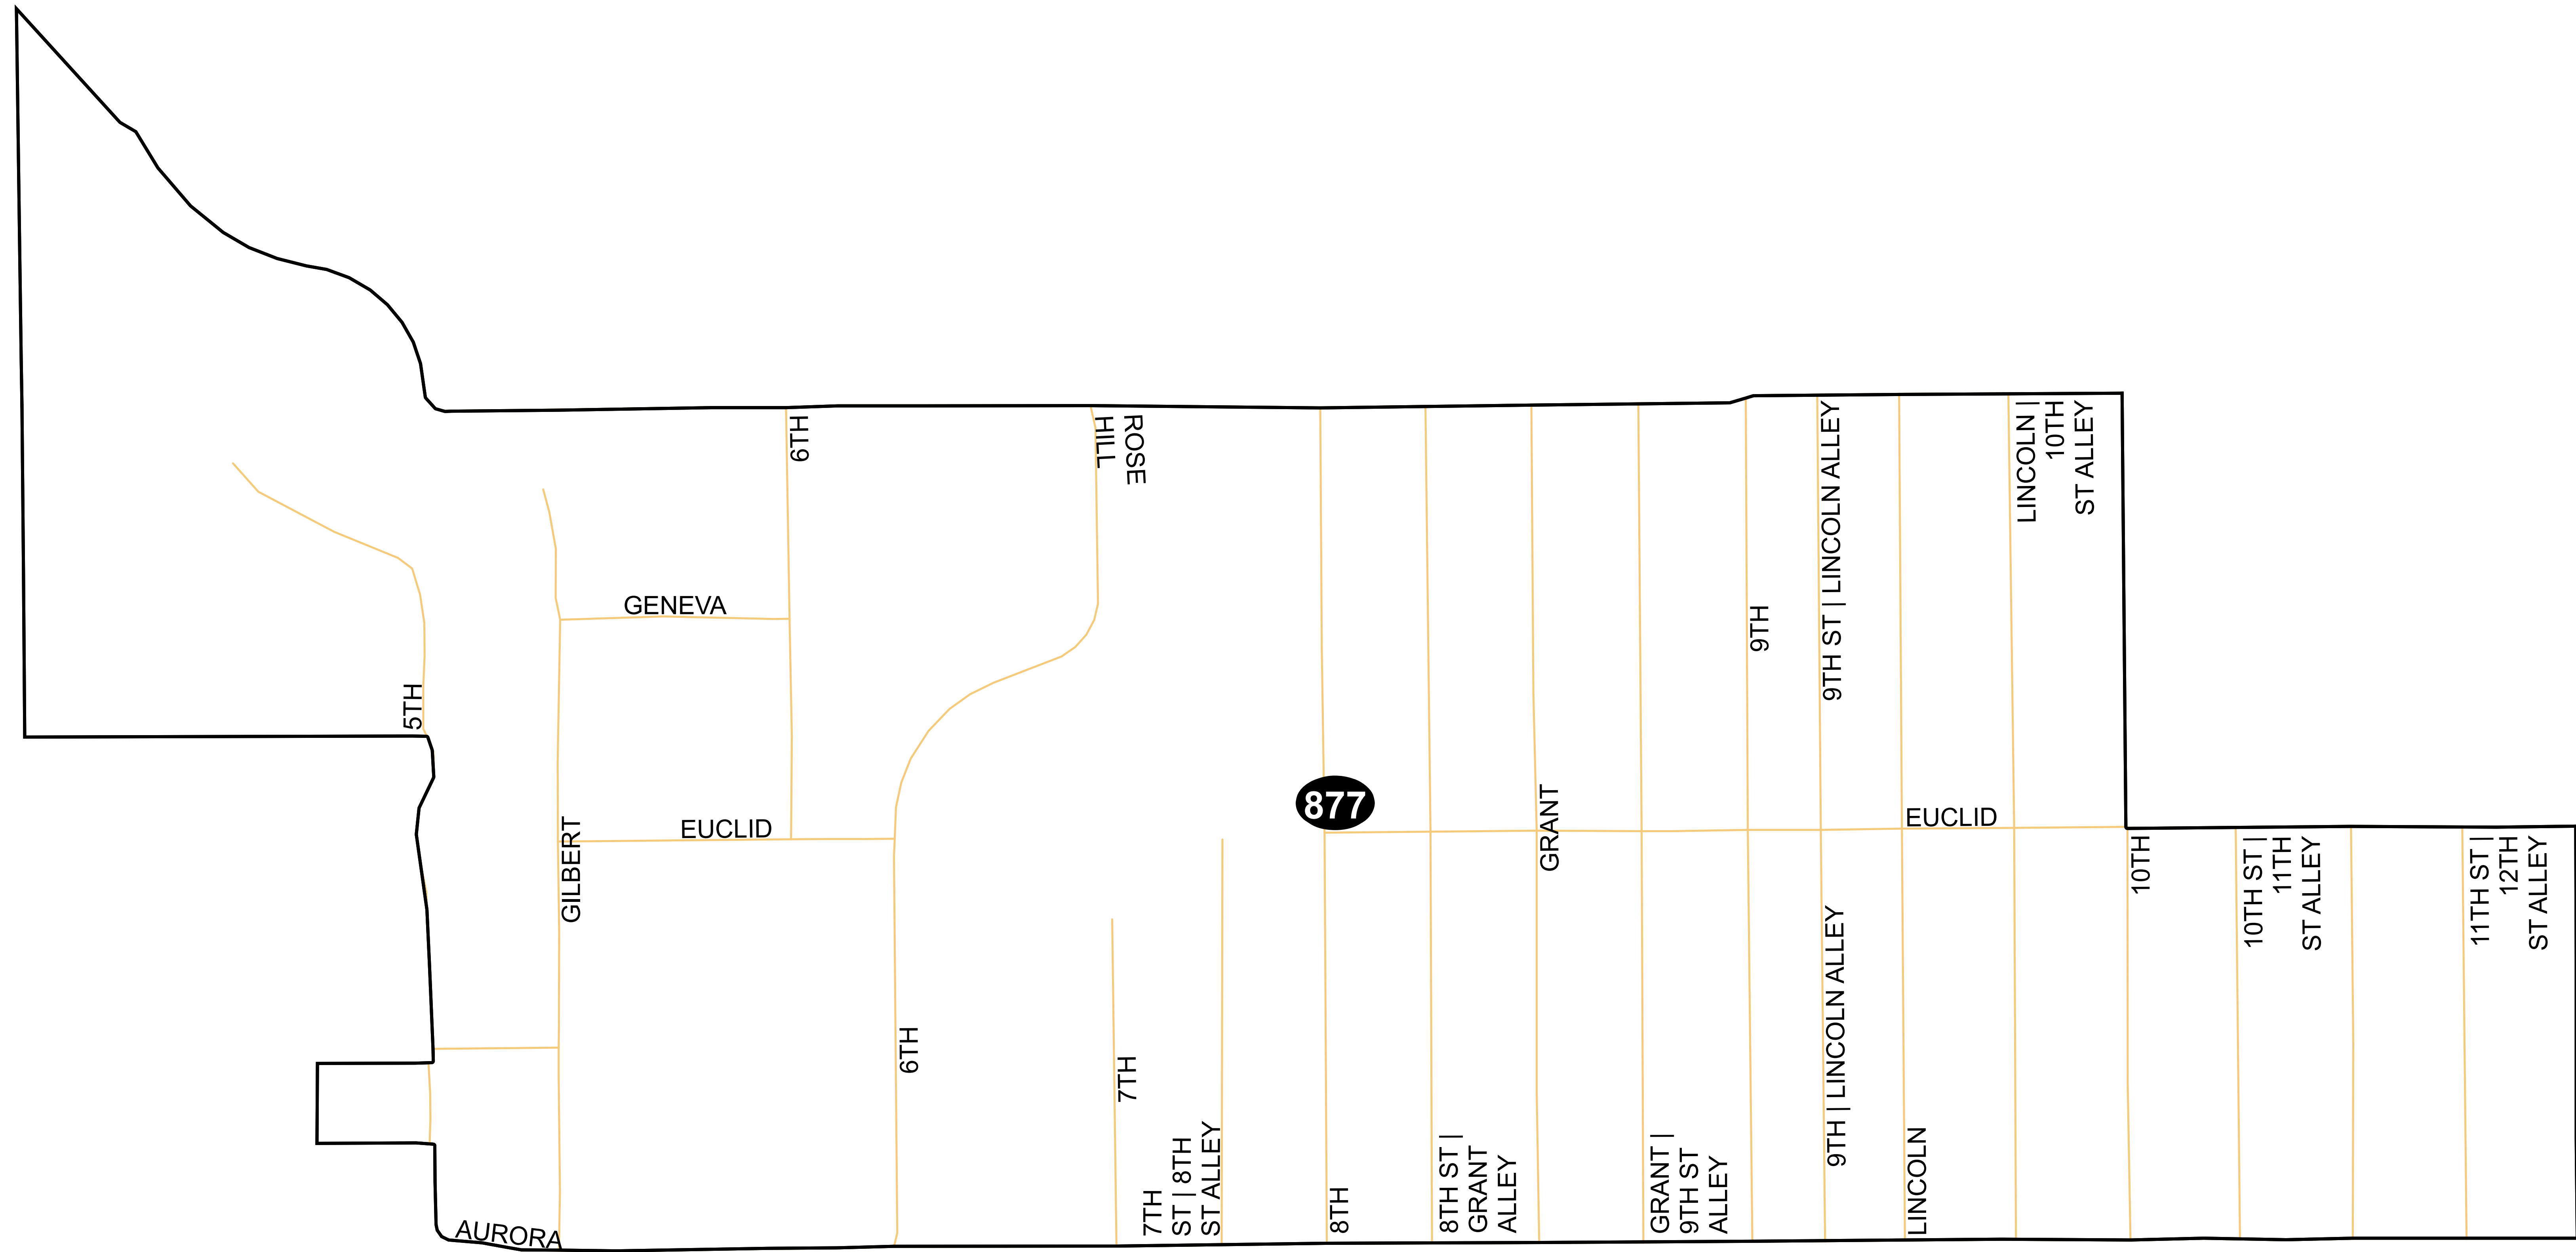 6TH
ROSE
HILL
9TH ST | LINCOLN ALLEY
LINCOLN |
10TH
ST ALLEY
GENEVA
9TH
5TH
877
GRANT
EUCLID
EUCLID
GILBERT
10TH
10TH ST |
11TH
ST ALLEY
11TH ST |
12TH
ST ALLEY
9TH | LINCOLN ALLEY
6TH
7TH
7TH
ST | 8TH
ST ALLEY
8TH
8TH ST |
GRANT
ALLEY
GRANT |
9TH ST
ALLEY
LINCOLN
AURORA